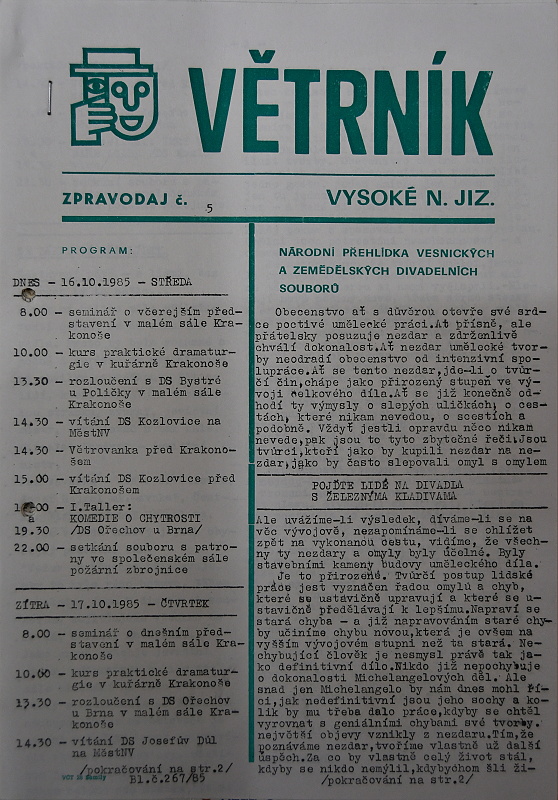 VĚTRNÍK
ZPRAVODAJ č. 5
VYSOKÉ N. JIZ.
PROGRAM:
DNES - 16.10.1985 - STŘEDA
8.00 - seminář o včerejším před-
stavení v malém sále Kra-
konoše
10.00 - kurs praktické dramatur-
gie v kuřárně Krakonoše
13.30 - rozloučení s DS Bystré
u Poličky v malém sále
Krakonoše
14.30 - vítání DS Kozlovice na
MěstNV
14.30 - Větrovanka před Krakono-
šem
15.00 - vítání DS Kozlovice před
Krakonošem
- I.Taller:
a KOMEDIE O CHYTROSTI
19.30 /DS Ořechov u Brna/
22.00 - setkání souboru s patro-
ny ve společenském sále
požární zbrojnice
ZÍTRA - 17.10.1985 - ČTVRTEK
8.00 - seminář o dnešním před-
stavení v malém sále Kra-
konoše
10.00 - kurs praktické dramatur-
gie v kuřárně Krakonoše
13.30 - rozloučení s DS Ořechov
u Brna v malém sále Kra-
konoše
14.30 - vítání DS Josefův Důl
na MěstNV
/pokračování na str.2/
B1.č.267/85
NÁRODNÍ PŘEHLÍDKA VESNICKÝCH
A ZEMĚDĚLSKÝCH DIVADELNÍCH
SOUBORŮ
Obecenstvo ať s důvěrou otevře své srd-
ce poctivé umělecké práci.Ať přísně, ale
přátelsky posuzuje nezdar a zdrženlivě
chválí dokonalost.Ať nezdar umělecké tvor-
by neodradí obecenstvo od intenzivní spo-
lupráce.Ať se tento nezdar,jde-li o tvůr-
čí čin,chápe jako přirozený stupeň ve vý-
voji celkového díla.Ať se již konečně od-
hodí ty výmysly o slepých uličkách, o ces-
tách, které nikam nevedou, o scestích a
podobně. Vždyť jestli opravdu něco nikam
nevede,pak jsou to tyto zbytečné řeči.Jsou
tvůrci,kteří jako by kupili nezdar na ne-
zdar,jako by často slepovali omyl s omylem
POJĎTE LIDÉ NA DIVADLA
S ŽELEZNÝMA KLADIVAMA
Ale uvážíme-li výsledek, díváme-li se na
věc vývojově, nezapomínáme-li se ohlížet
zpět na vykonanou cestu, vidíme, že všech-
ny ty nezdary a omyly byly účelné. Byly
stavebními kameny budovy uměleckého díla.
Je to přirozené. Tvůrčí postup lidské
práce jest vyznačen řadou omylů a chyb,
které se ustavičně upravují a které se u-
stavičně předělávají k lepšímu.Napraví se
stará chyba - a již napravováním staré chy-
by učiníme chybu novou,která je ovšem na
vyšším vývojovém stupni než ta stará. Ne-
chybující člověk je nesmysl právě tak ja-
ko definitivní dílo.Nikdo již nepochybuje
o dokonalosti Michelangelových děl. Ale
snad jen Michelangelo by nám dnes mohl ří-
ci,jak nedefinitivní jsou jeho sochy a ko-
lik by mu třeba dalo práce,kdyby se chtěl
vyrovnat s geniálními chybami své tvorby.
největší objevy vznikly z nezdaru.Tím,že
poznáváme nezdar,tvoříme vlastně už další
úspěch.Za co by vlastně celý život stál,
kdyby se nikdo nemýlil,kdybychom šli ži-
/pokračování na str.2/